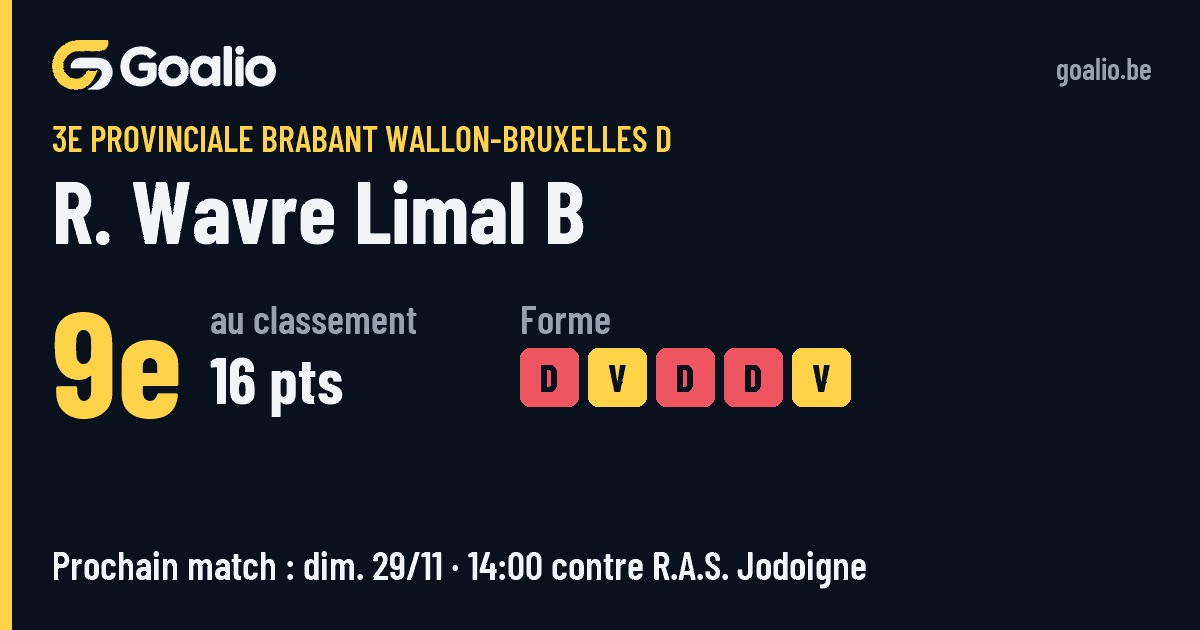 Goalio
goalio.be
3E PROVINCIALE BRABANT WALLON-BRUXELLES D
R. Wavre Limal B
9e
au classement
16 pts
Forme
D V D D V
Prochain match : dim. 29/11 · 14:00 contre R.A.S. Jodoigne